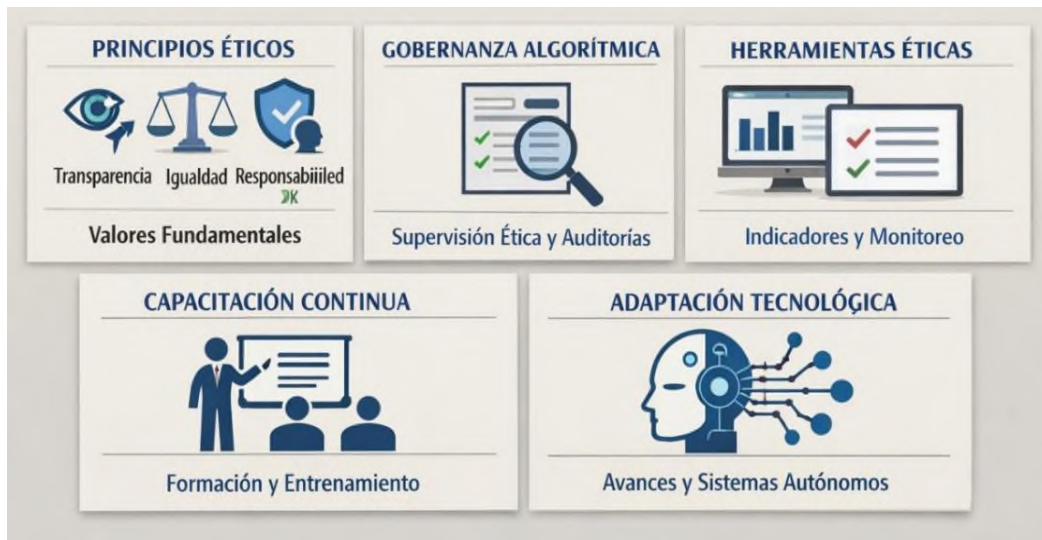 PRINCIPIOS ÉTICOS
Transparencia Igualdad Responsabiiiled
Valores Fundamentales
GOBERNANZA ALGORÍTMICA
Supervisión Ética y Auditorías
HERRAMIENTAS ÉTICAS
Indicadores y Monitoreo
CAPACITACIÓN CONTINUA
Formación y Entrenamiento
ADAPTACIÓN TECNOLÓGICA
Avances y Sistemas Autónomos